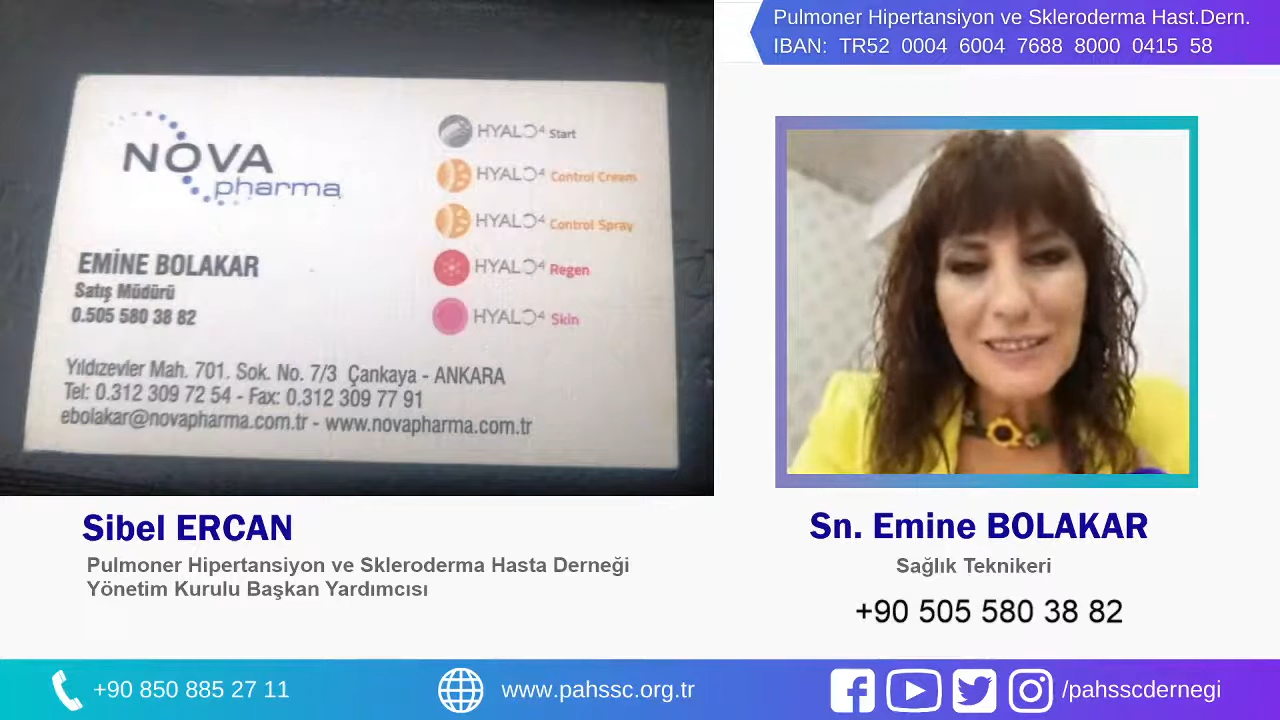 Pulmoner Hipertansiyon ve Skleroderma Hast.Dern.
IBAN: TR52 0004 6004 7688 8000 0415 58
NOVA
pharma
HYALO4 Start
HYALO4 Control Cream
HYALO4 Control Spray
HYALO4 Regen
HYALO4 Skin
EMİNE BOLAKAR
Satış Müdürü
0.505 580 38 82
Yıldızevler Mah. 701. Sok. No. 7/3 Çankaya - ANKARA
Tel: 0.312 309 72 54 - Fax: 0.312 309 77 91
ebolakar@novapharma.com.tr - www.novapharma.com.tr
Sibel ERCAN
Pulmoner Hipertansiyon ve Skleroderma Hasta Derneği
Yönetim Kurulu Başkan Yardımcısı
Sn. Emine BOLAKAR
Sağlık Teknikeri
+90 505 580 38 82
+90 850 885 27 11
www.pahssc.org.tr
/pahsscdernegi